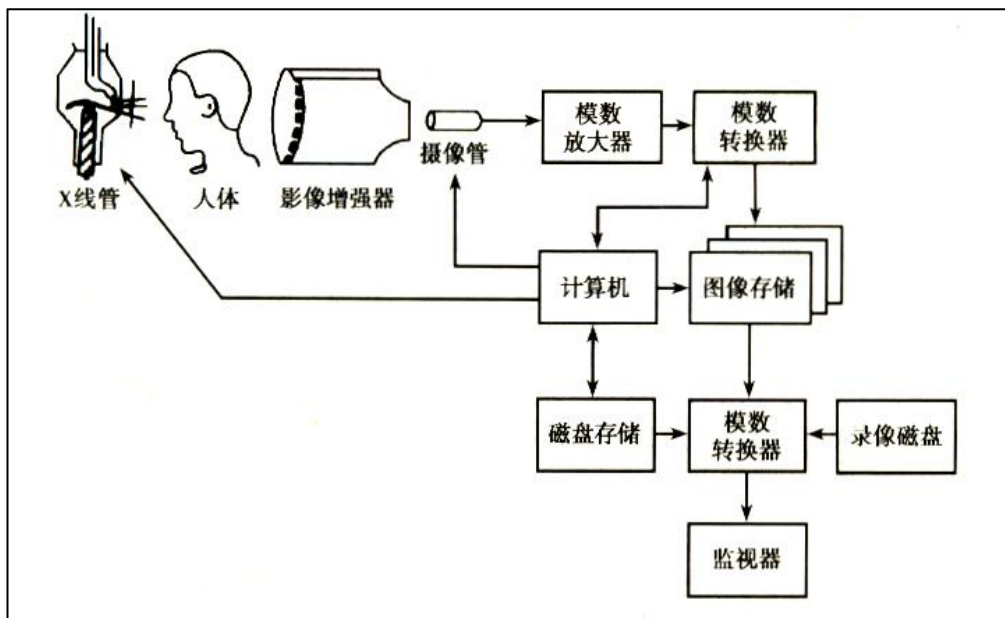 模数
放大器
模数
转换器
摄像管
X线管
人体
影像增强器
计算机
图像存储
磁盘存储
模数
转换器
录像磁盘
监视器